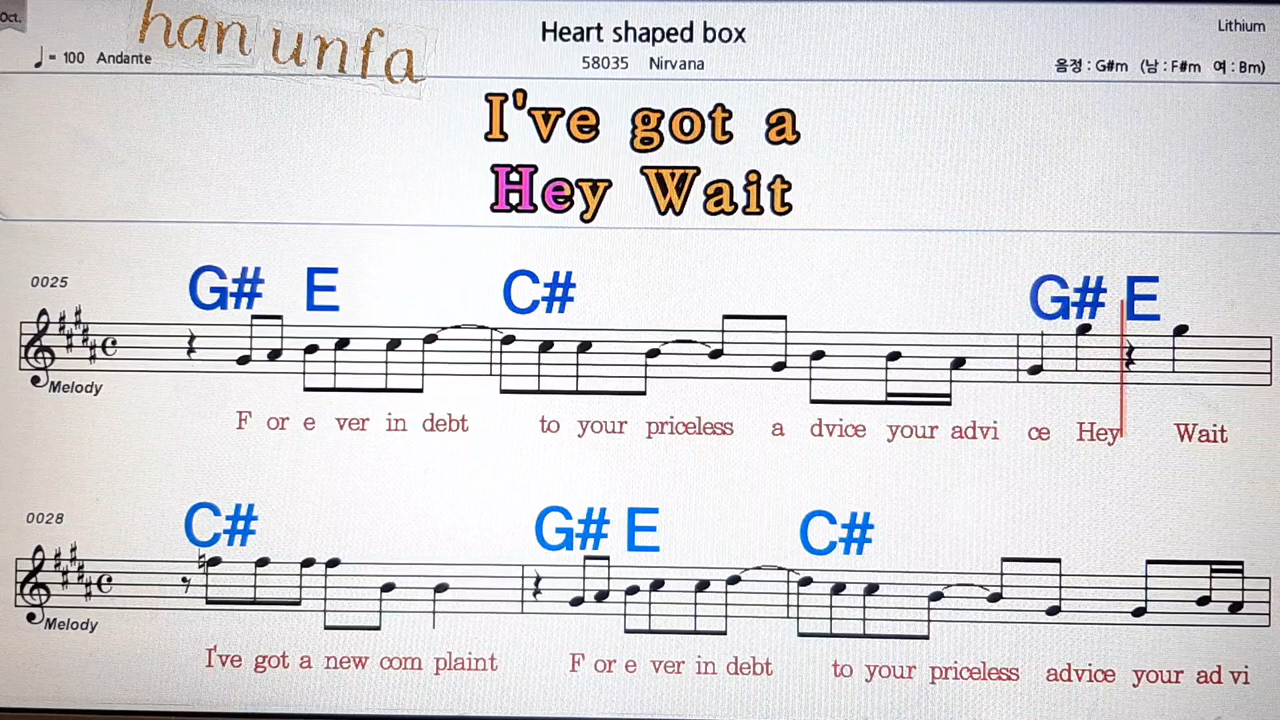 Oct.
han unfa
Heart shaped box
Lithium
♩= 100 Andante
58035 Nirvana
음정 : G#m (남 : F#m 여 : Bm)
I've got a
Hey Wait
0025
G# E C# G# E
Melody
F or e ver in debt to your priceless a dvice your advi ce Hey Wait
0028
C# G# E C#
Melody
I've got a new com plaint F or e ver in debt to your priceless advice your ad vi